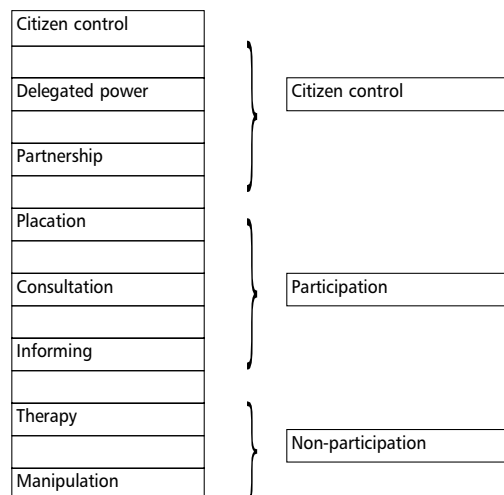 Citizen control
Delegated power
Citizen control
Partnership
Placation
Consultation
Participation
Informing
Therapy
Non-participation
Manipulation